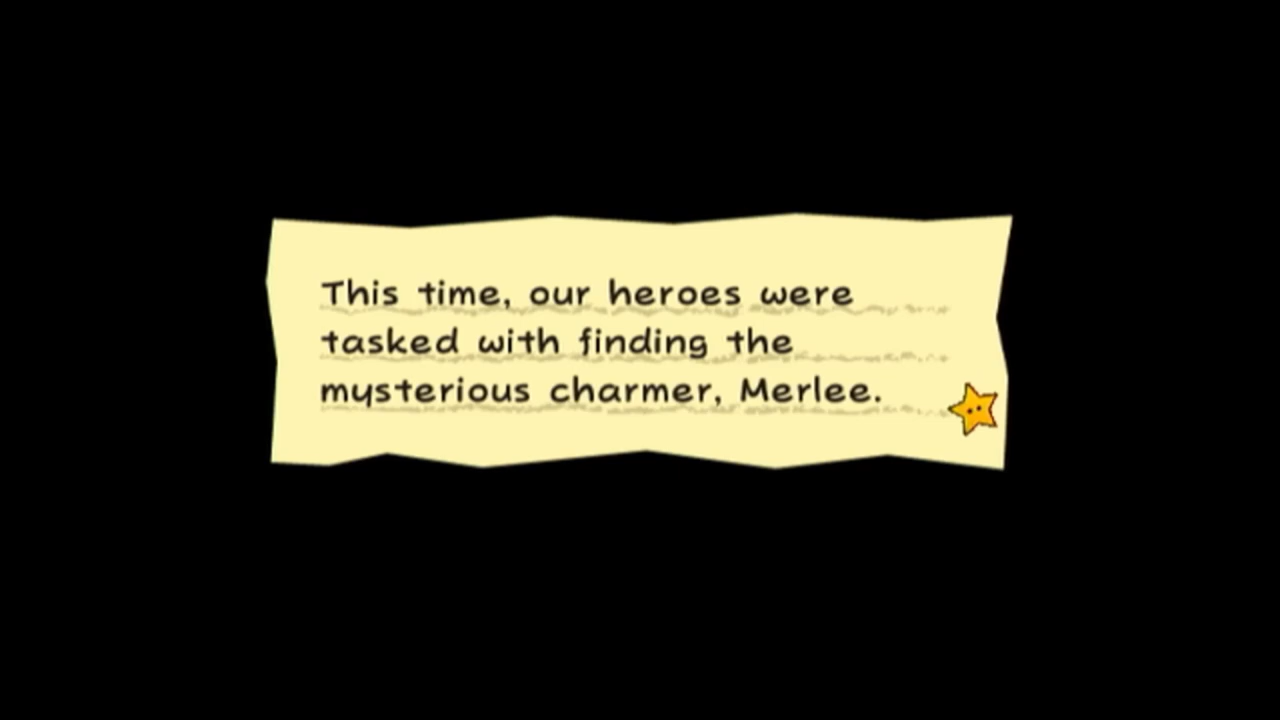 This time, our heroes were
tasked with finding the
mysterious charmer, Merlee.